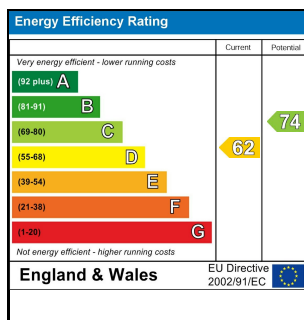 Energy Efficiency Rating
Current Potential
Very energy efficient - lower running costs
(92 plus) A
(81-91) B
(69-80) C
(55-68) D
(39-54) E
(21-38) F
(1-20) G
62
74
Not energy efficient - higher running costs
England & Wales
EU Directive
2002/91/EC